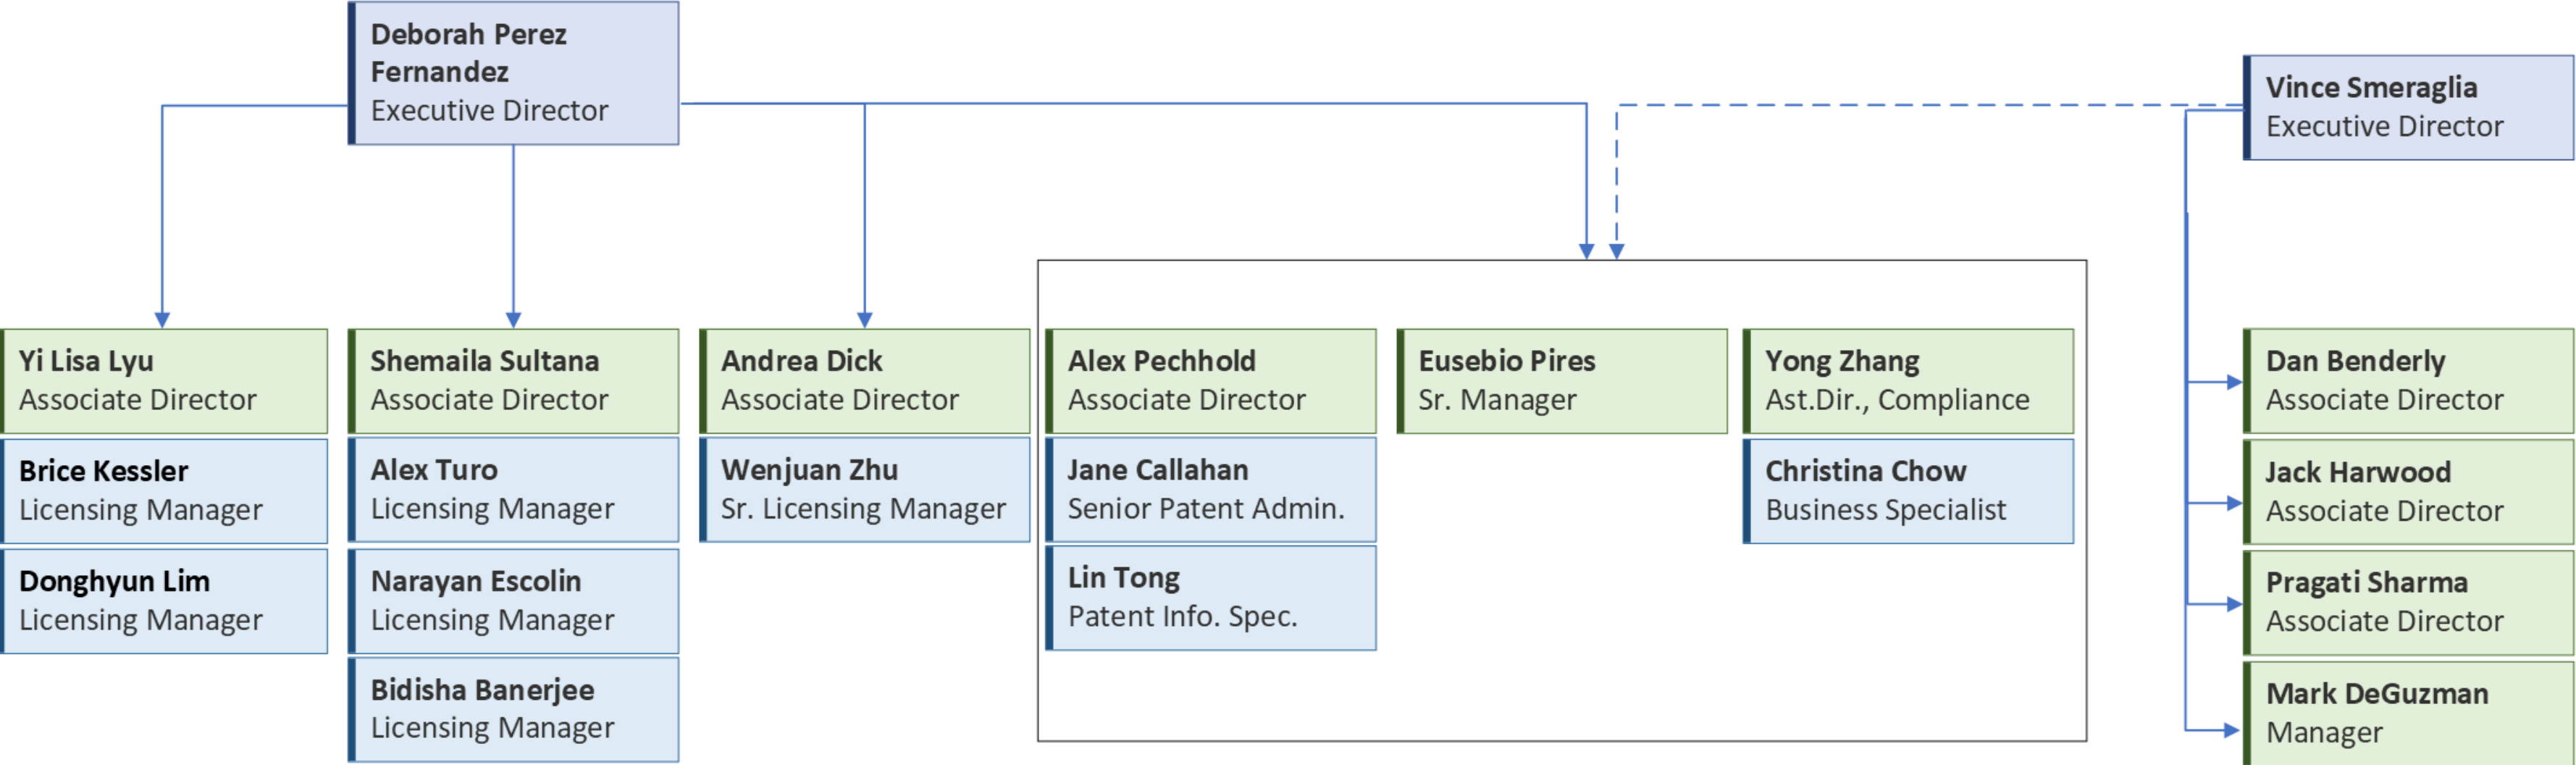 Deborah Perez
Fernandez
Executive Director
Vince Smeraglia
Executive Director
Yi Lisa Lyu
Associate Director
Brice Kessler
Licensing Manager
Donghyun Lim
Licensing Manager
Shemaila Sultana
Associate Director
Alex Turo
Licensing Manager
Narayan Escolin
Licensing Manager
Bidisha Banerjee
Licensing Manager
Andrea Dick
Associate Director
Wenjuan Zhu
Sr. Licensing Manager
Alex Pechhold
Associate Director
Jane Callahan
Senior Patent Admin.
Lin Tong
Patent Info. Spec.
Eusebio Pires
Sr. Manager
Yong Zhang
Ast.Dir., Compliance
Christina Chow
Business Specialist
Dan Benderly
Associate Director
Jack Harwood
Associate Director
Pragati Sharma
Associate Director
Mark DeGuzman
Manager